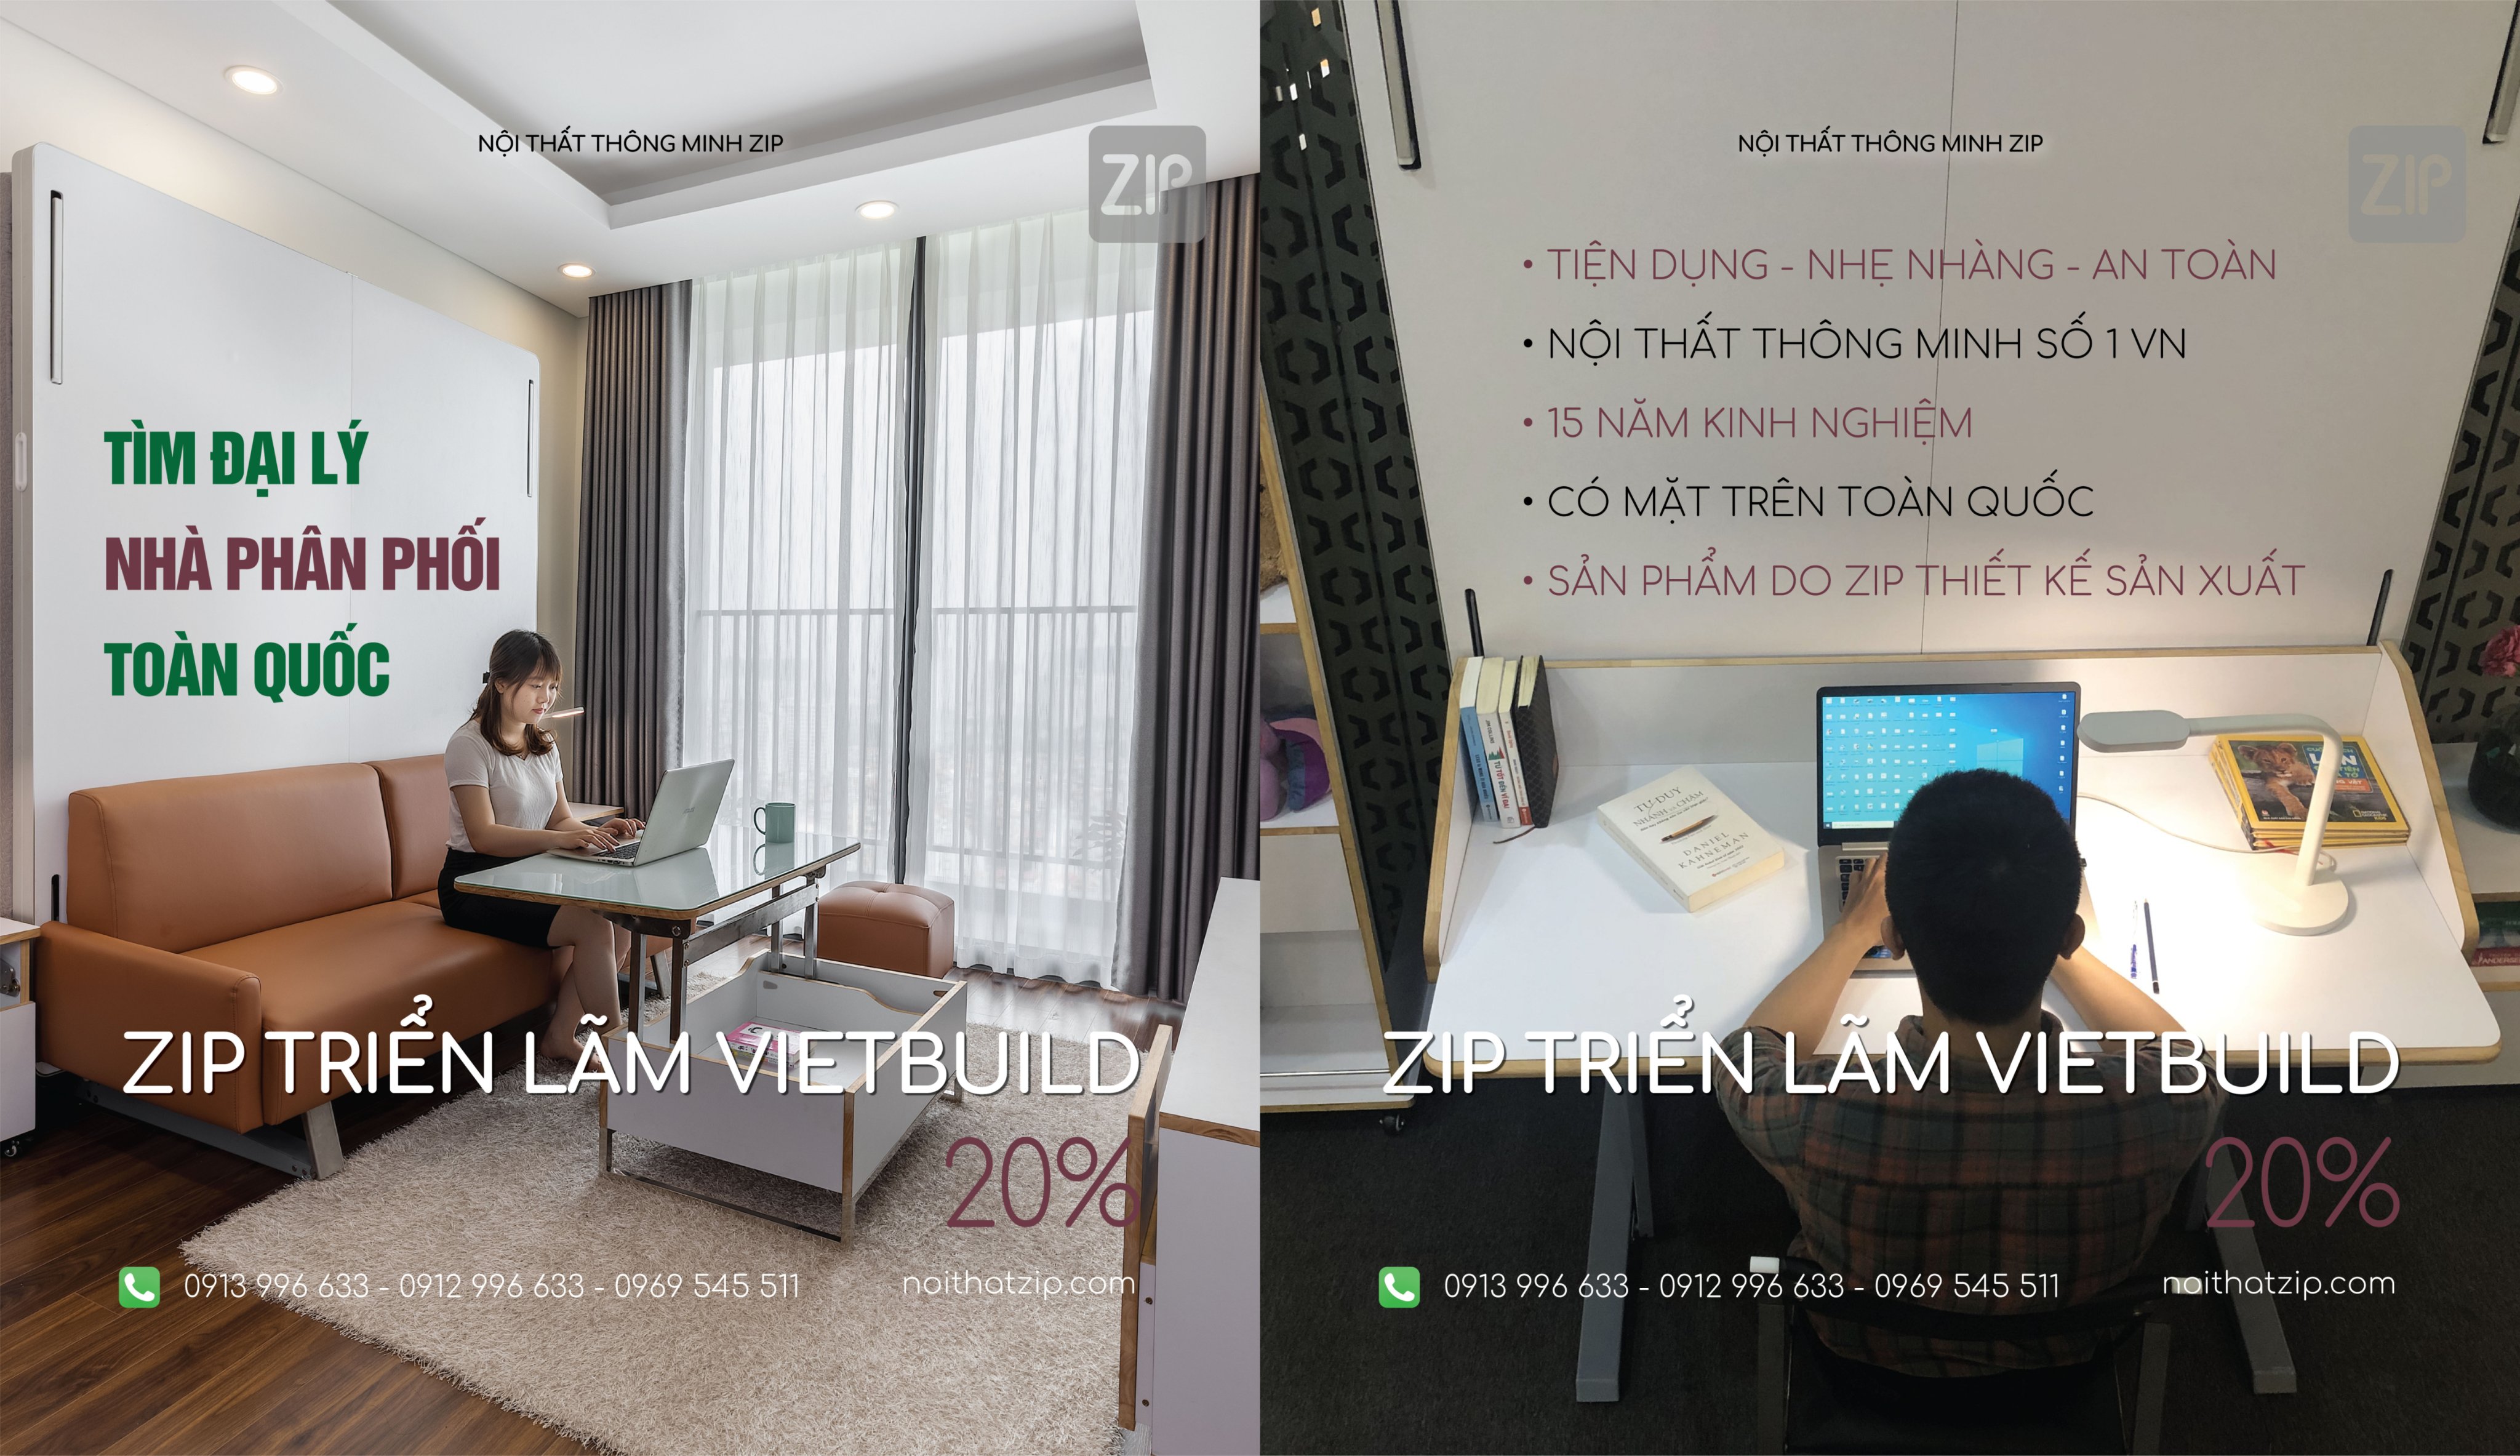 NỘI THẤT THÔNG MINH ZIP
ZIP
TÌM ĐẠI LÝ
NHÀ PHÂN PHỐI
TOÀN QUỐC
ZIP TRIỂN LÃM VIETBUILD
20%
0913 996 633 - 0912 996 633 - 0969 545 511
noithatzip.com
NỘI THẤT THÔNG MINH ZIP
ZIP
• TIỆN DỤNG - NHẸ NHÀNG - AN TOÀN
• NỘI THẤT THÔNG MINH SỐ 1 VN
• 15 NĂM KINH NGHIỆM
• CÓ MẶT TRÊN TOÀN QUỐC
• SẢN PHẨM DO ZIP THIẾT KẾ SẢN XUẤT
TƯ DUY
NHANH VÀ CHẬM
DANIEL
KAHNEMAN
ZIP TRIỂN LÃM VIETBUILD
20%
0913 996 633 - 0912 996 633 - 0969 545 511
noithatzip.com